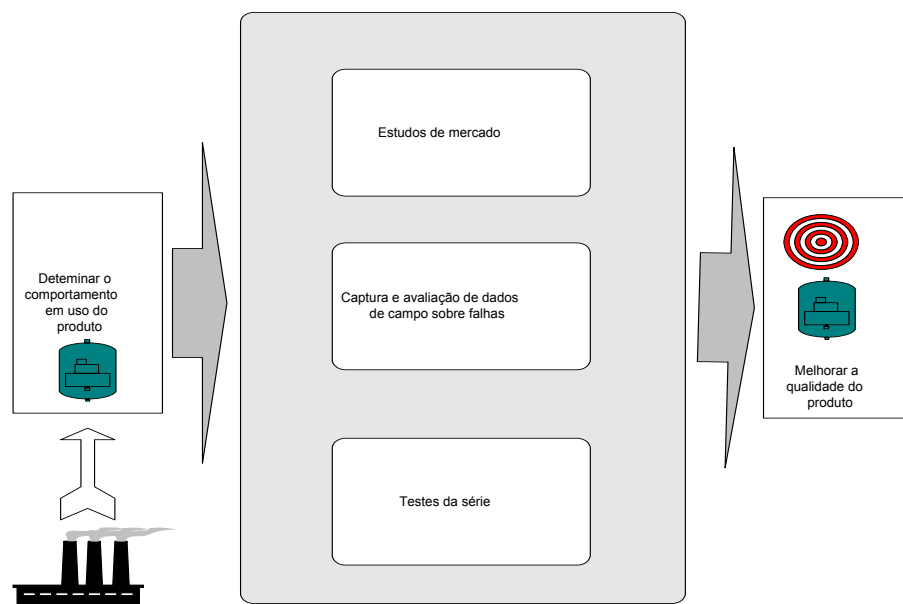 Deteminar o
comportamento
em uso do
produto
Estudos de mercado
Captura e avaliação de dados
de campo sobre falhas
Testes da série
Melhorar a
qualidade do
produto